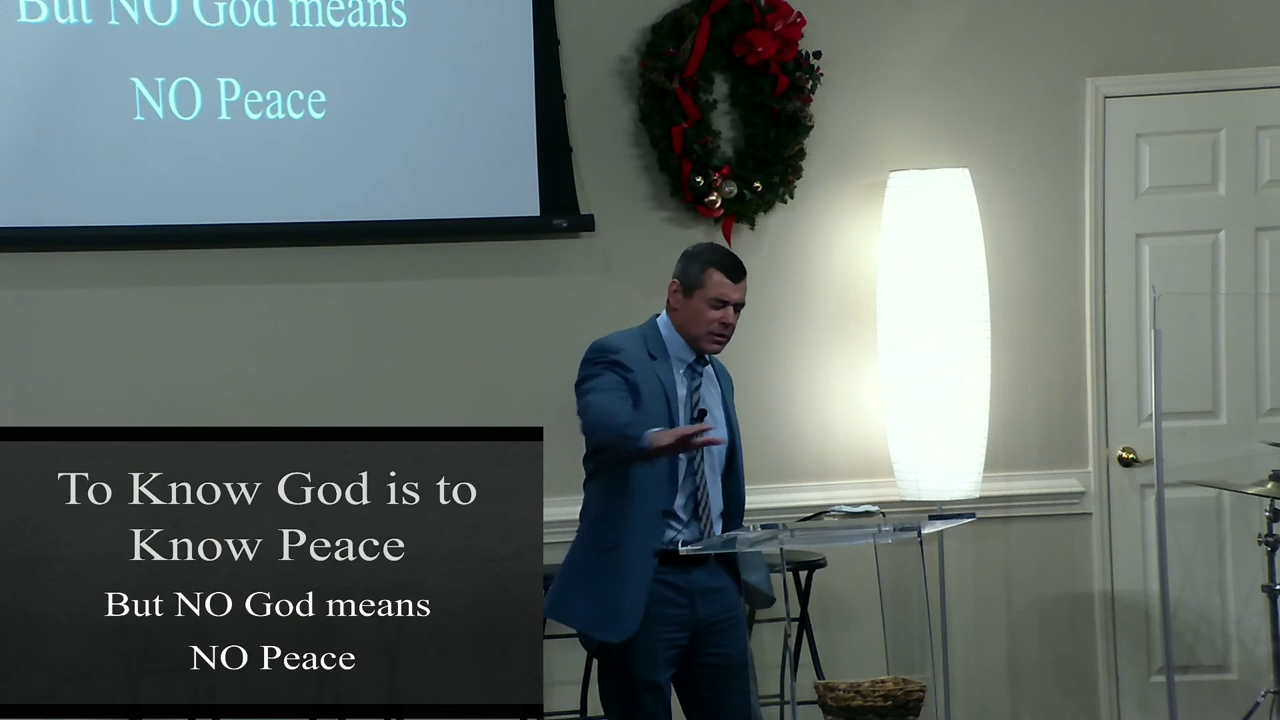 But NO God means
NO Peace
To Know God is to
Know Peace
But NO God means
NO Peace